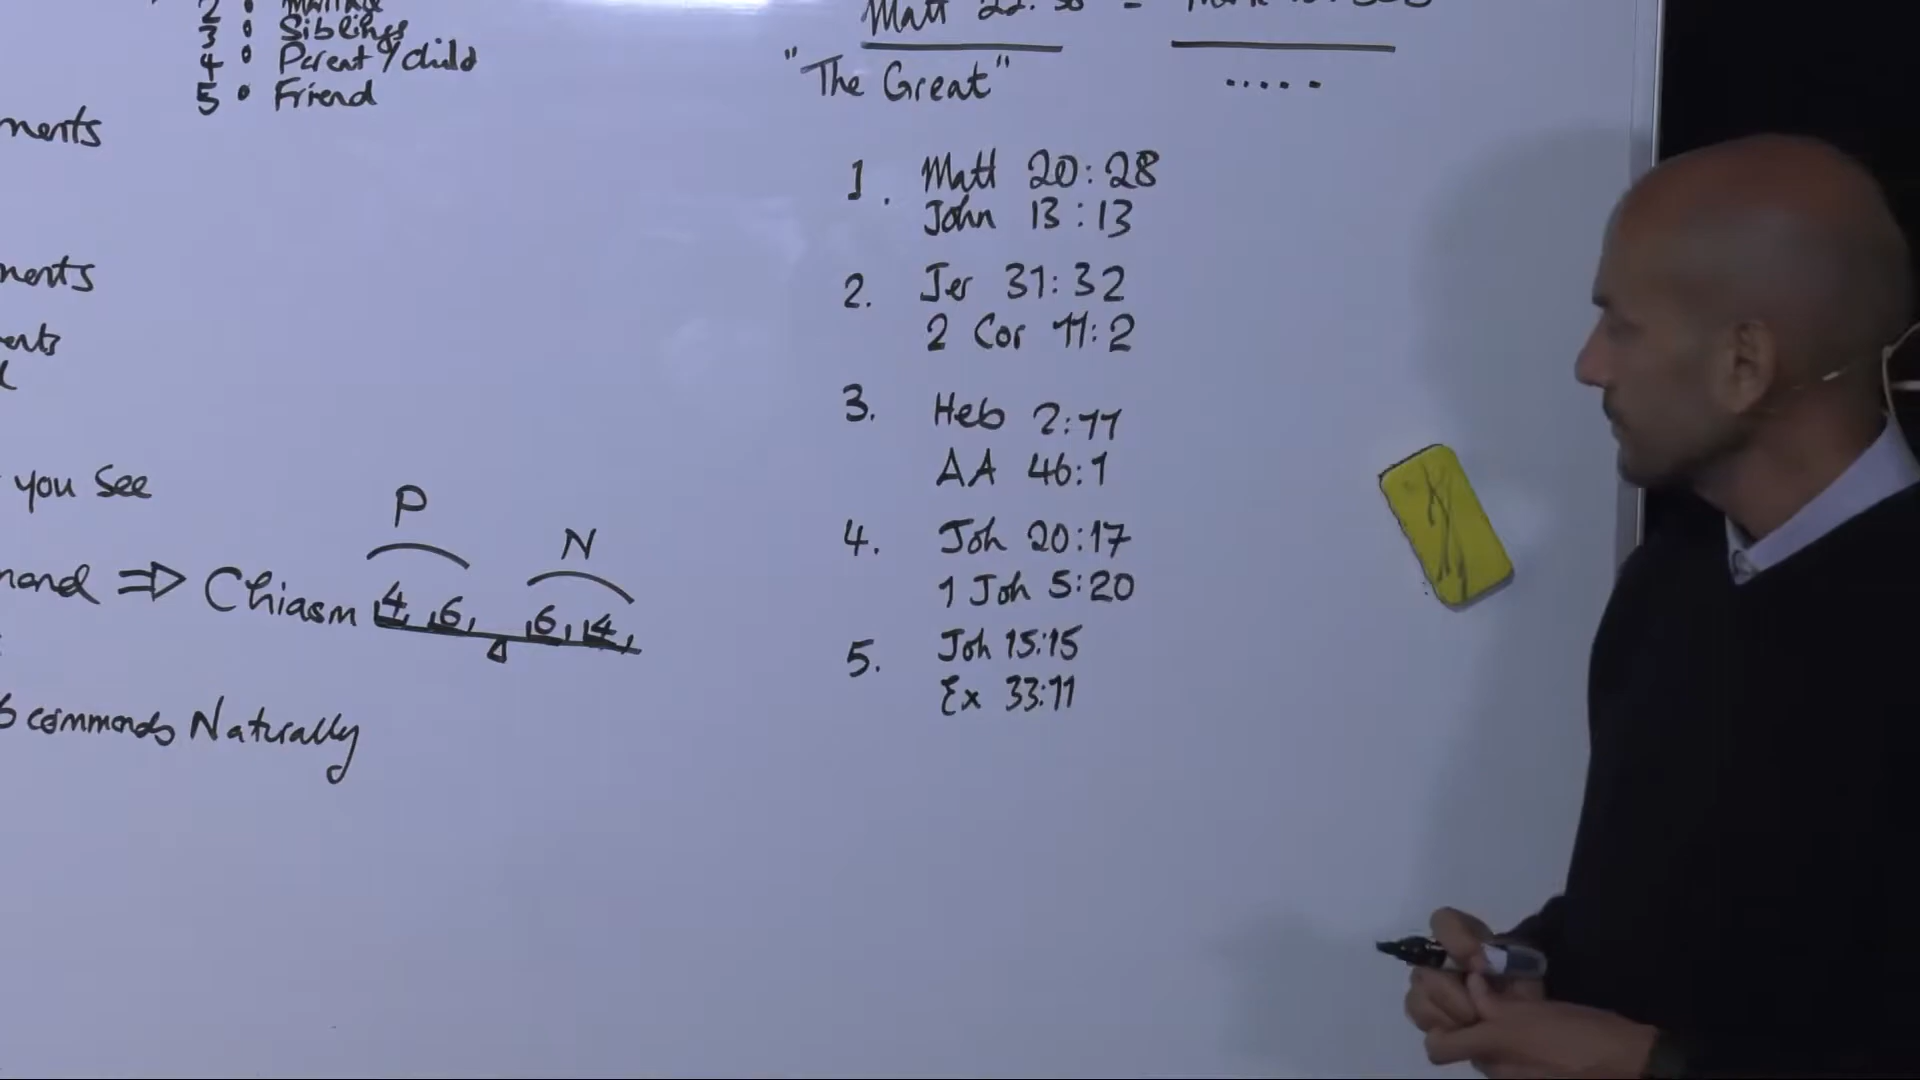 2 •
3 • Siblings
4 • Parent/child
5 • Friend
ments
ments
ents
you See
P
N
mand ⇒ Chiasm 4 6 6 4
6 commands Naturally
Matt 22:38 =
"The Great" .....
1. Matt 20:28
John 13:13
2. Jer 31:32
2 Cor 11:2
3. Heb 2:11
AA 46:1
4. Joh 20:17
1 Joh 5:20
5. Joh 15:15
Ex 33:11